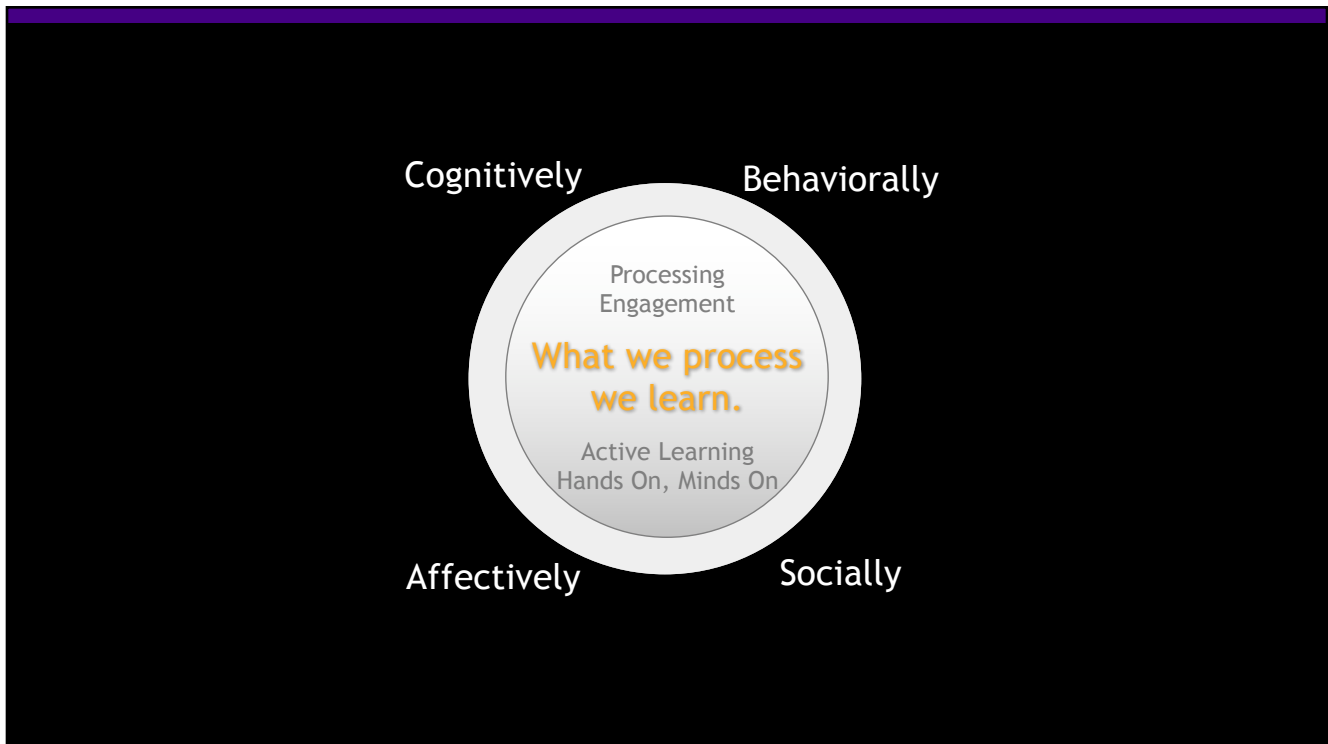 Cognitively
Behaviorally
Processing
Engagement
What we process
we learn.
Active Learning
Hands On, Minds On
Affectively
Socially